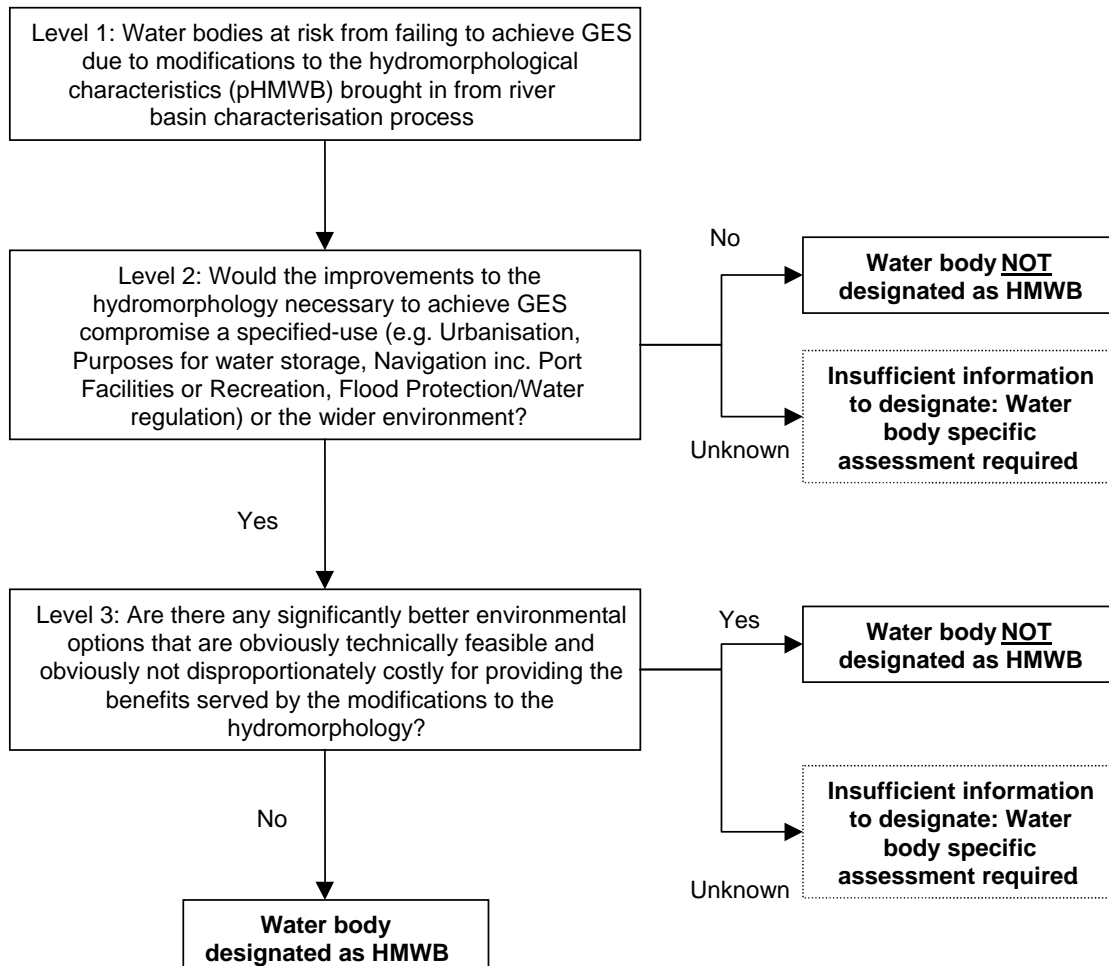 Level 1: Water bodies at risk from failing to achieve GES
due to modifications to the hydromorphological
characteristics (pHMWB) brought in from river
basin characterisation process
No
Water body NOT
designated as HMWB
Level 2: Would the improvements to the
hydromorphology necessary to achieve GES
compromise a specified-use (e.g. Urbanisation,
Purposes for water storage, Navigation inc. Port
Facilities or Recreation, Flood Protection/Water
regulation) or the wider environment?
Insufficient information
to designate: Water
body specific
assessment required
Unknown
Yes
Level 3: Are there any significantly better environmental
options that are obviously technically feasible and
obviously not disproportionately costly for providing the
benefits served by the modifications to the
hydromorphology?
Yes
Water body NOT
designated as HMWB
No
Insufficient information
to designate: Water
body specific
assessment required
Unknown
Water body
designated as HMWB